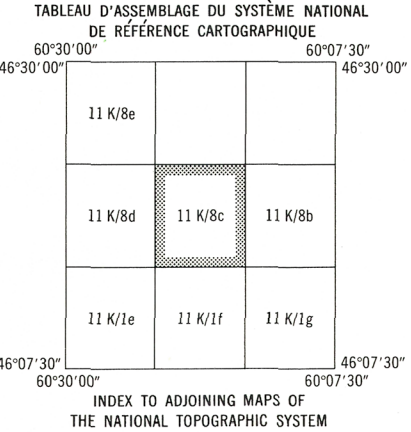 TABLEAU D'ASSEMBLAGE DU SYSTÈME NATIONAL
DE RÉFÉRENCE CARTOGRAPHIQUE
60°30'00" 60°07'30"
46°30'00" 46°30'00"
11 K/8e
11 K/8d 11 K/8c 11 K/8b
11 K/1e 11 K/1f 11 K/1g
46°07'30" 46°07'30"
60°30'00" 60°07'30"
INDEX TO ADJOINING MAPS OF
THE NATIONAL TOPOGRAPHIC SYSTEM